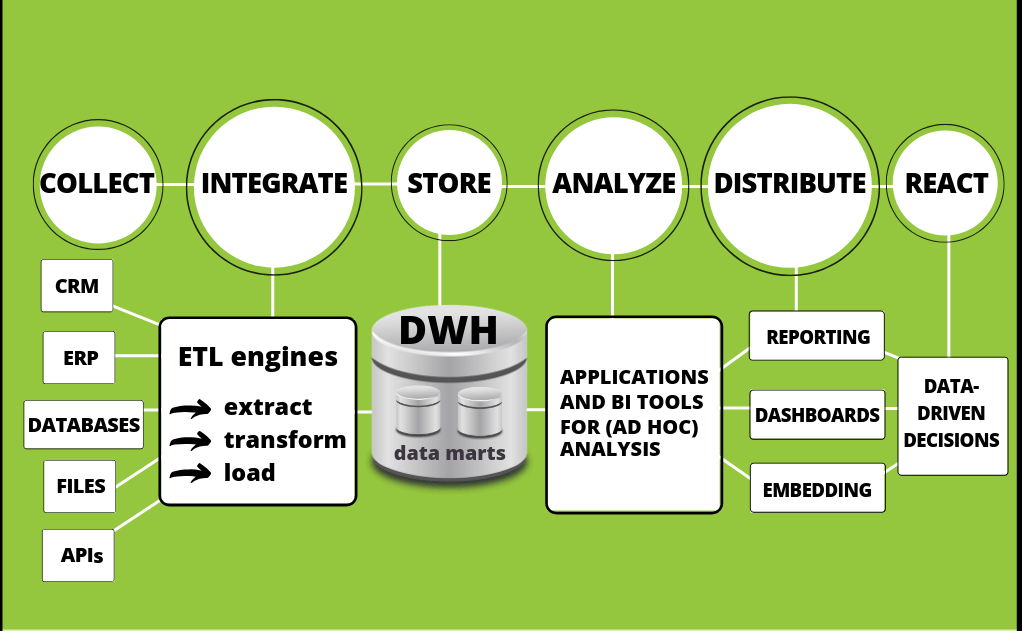 COLLECT
INTEGRATE
STORE
ANALYZE
DISTRIBUTE
REACT
CRM
ERP
DATABASES
FILES
APIs
ETL engines
extract
transform
load
DWH
data marts
APPLICATIONS
AND BI TOOLS
FOR (AD HOC)
ANALYSIS
REPORTING
DASHBOARDS
EMBEDDING
DATA-
DRIVEN
DECISIONS